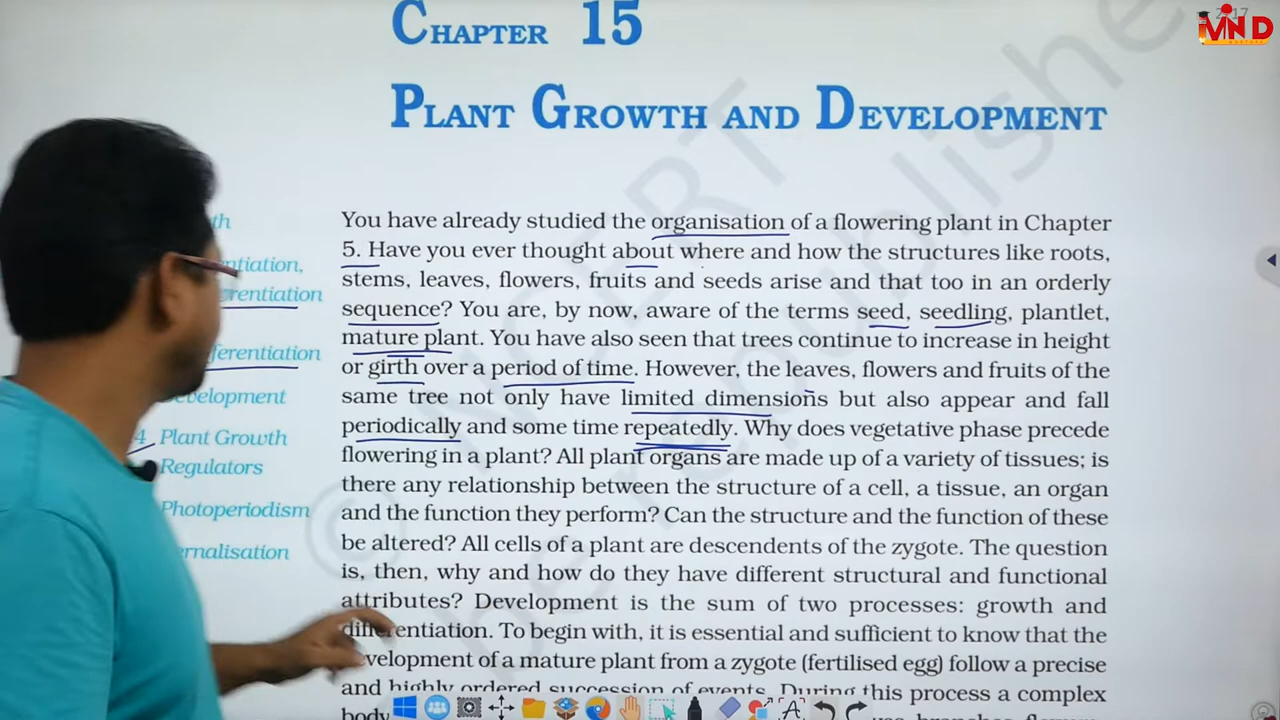 CHAPTER 15
PLANT GROWTH AND DEVELOPMENT
MIND
You have already studied the organisation of a flowering plant in Chapter
5. Have you ever thought about where and how the structures like roots,
stems, leaves, flowers, fruits and seeds arise and that too in an orderly
sequence? You are, by now, aware of the terms seed, seedling, plantlet,
mature plant. You have also seen that trees continue to increase in height
or girth over a period of time. However, the leaves, flowers and fruits of the
same tree not only have limited dimensions but also appear and fall
periodically and some time repeatedly. Why does vegetative phase precede
flowering in a plant? All plant organs are made up of a variety of tissues; is
there any relationship between the structure of a cell, a tissue, an organ
and the function they perform? Can the structure and the function of these
be altered? All cells of a plant are descendents of the zygote. The question
is, then, why and how do they have different structural and functional
attributes? Development is the sum of two processes: growth and
differentiation. To begin with, it is essential and sufficient to know that the
velopment of a mature plant from a zygote (fertilised egg) follow a precise
and highly ordered succession of events. During this process a complex
body
th
ntiation,
rentiation
ferentiation
Development
4 Plant Growth
Regulators
Photoperiodism
ernalisation
© NCERT
be republishe